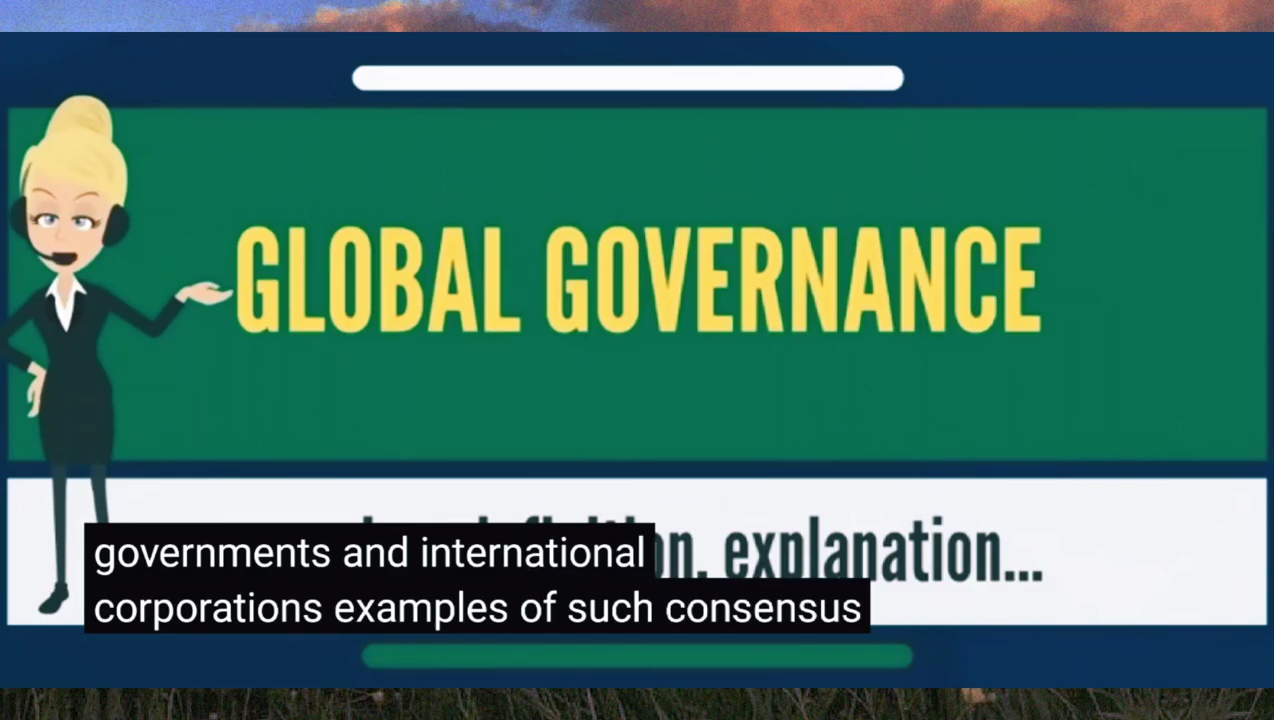 GLOBAL GOVERNANCE
explanation...
governments and international
corporations examples of such consensus